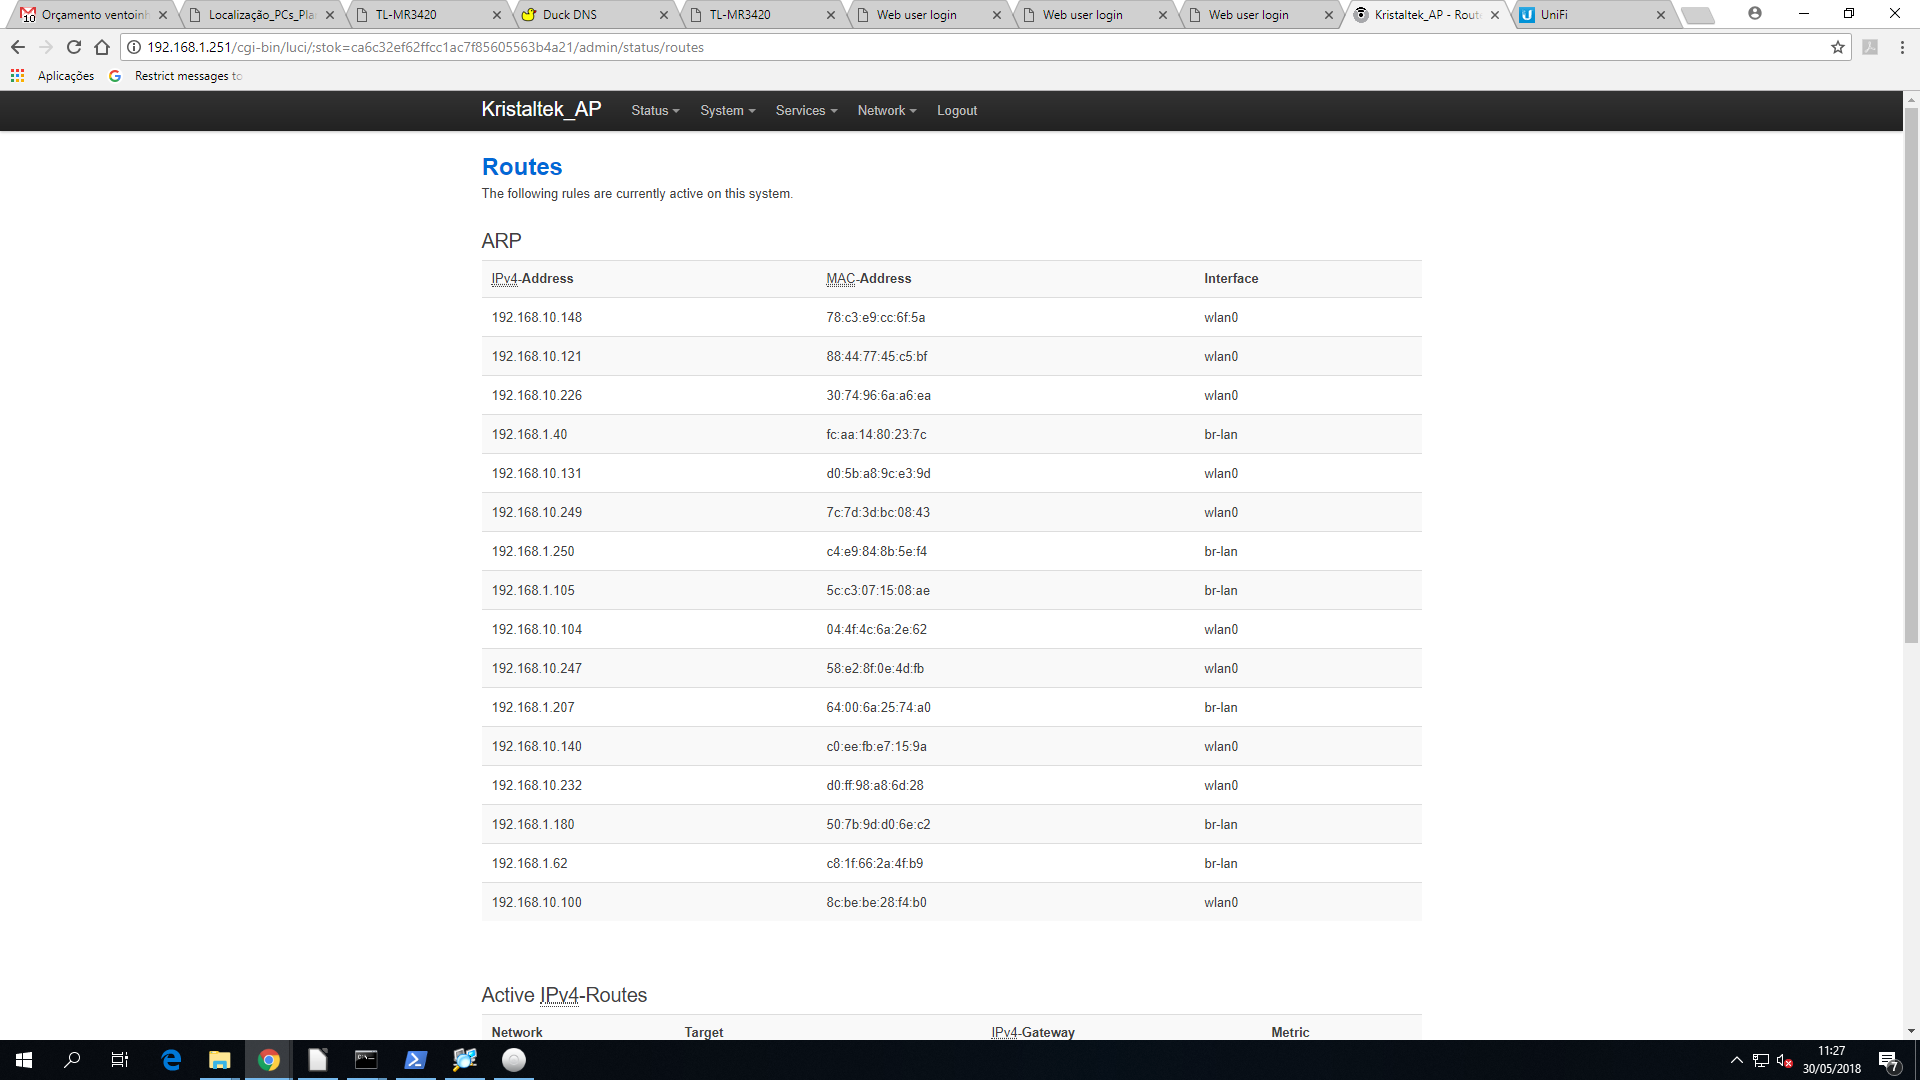 Orçamento ventoinh
Localização_PCs_Pla
TL-MR3420
Duck DNS
TL-MR3420
Web user login
Web user login
Web user login
Kristaltek_AP - Rout
UniFi
192.168.1.251/cgi-bin/luci/;stok=ca6c32ef62ffcc1ac7f85605563b4a21/admin/status/routes
Aplicações
Restrict messages to
Kristaltek_AP
Status
System
Services
Network
Logout
Routes
The following rules are currently active on this system.
ARP
IPv4-Address MAC-Address Interface
192.168.10.148 78:c3:e9:cc:6f:5a wlan0
192.168.10.121 88:44:77:45:c5:bf wlan0
192.168.10.226 30:74:96:6a:a6:ea wlan0
192.168.1.40 fc:aa:14:80:23:7c br-lan
192.168.10.131 d0:5b:a8:9c:e3:9d wlan0
192.168.10.249 7c:7d:3d:bc:08:43 wlan0
192.168.1.250 c4:e9:84:8b:5e:f4 br-lan
192.168.1.105 5c:c3:07:15:08:ae br-lan
192.168.10.104 04:4f:4c:6a:2e:62 wlan0
192.168.10.247 58:e2:8f:0e:4d:fb wlan0
192.168.1.207 64:00:6a:25:74:a0 br-lan
192.168.10.140 c0:ee:fb:e7:15:9a wlan0
192.168.10.232 d0:ff:98:a8:6d:28 wlan0
192.168.1.180 50:7b:9d:d0:6e:c2 br-lan
192.168.1.62 c8:1f:66:2a:4f:b9 br-lan
192.168.10.100 8c:be:be:28:f4:b0 wlan0
Active IPv4-Routes
Network Target IPv4-Gateway Metric
11:27
30/05/2018
7